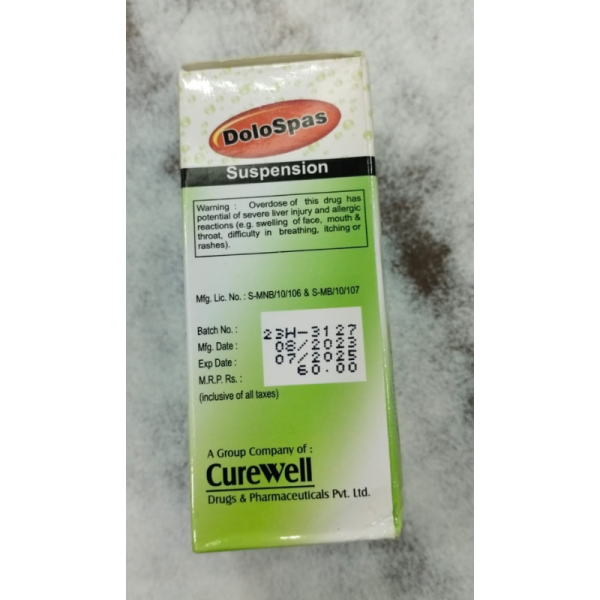 DoloSpas
Suspension
Warning : Overdose of this drug has
potential of severe liver injury and allergic
reactions (e.g. swelling of face, mouth &
throat, difficulty in breathing, itching or
rashes).
Mfg. Lic. No. : S-MNB/10/106 & S-MB/10/107
Batch No. : 23H-3127
Mfg. Date : 08/2023
Exp Date : 07/2025
M.R.P. Rs. : 60.00
(inclusive of all taxes)
A Group Company of :
Curewell
Drugs & Pharmaceuticals Pvt. Ltd.